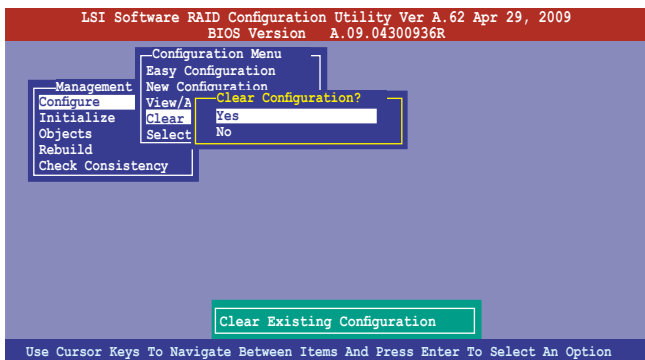 LSI Software RAID Configuration Utility Ver A.62 Apr 29, 2009
BIOS Version A.09.04300936R
Configuration Menu
Easy Configuration
New Configuration
View/A
Clear
Select
Management
Configure
Initialize
Objects
Rebuild
Check Consistency
Clear Configuration?
Yes
No
Clear Existing Configuration
Use Cursor Keys To Navigate Between Items And Press Enter To Select An Option